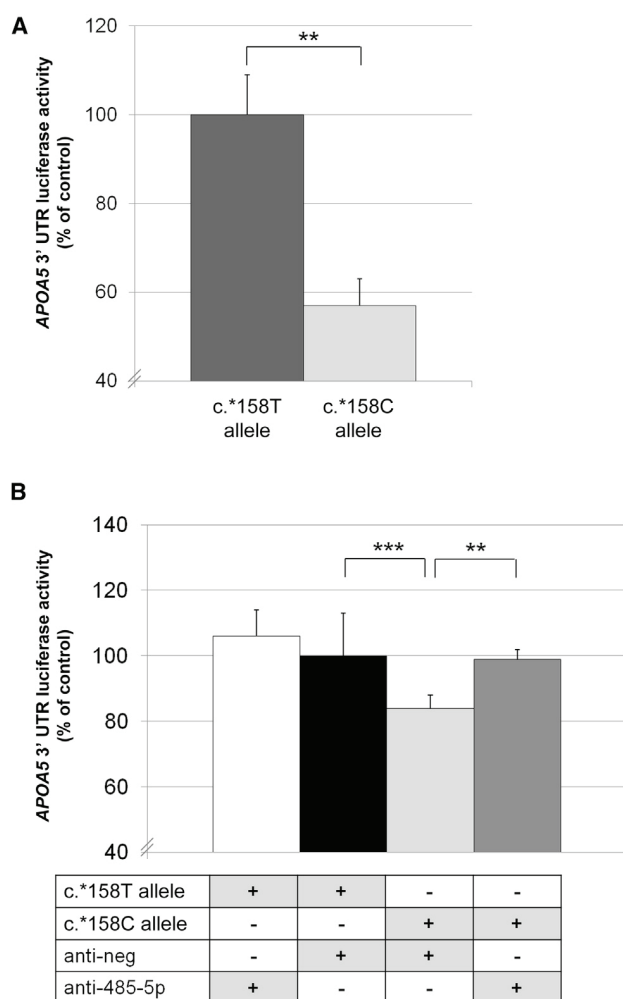 A
120
**
100
80
60
40
APOA5 3' UTR luciferase activity
(% of control)
c.*158T
allele
c.*158C
allele
B
140
***
**
120
100
80
60
40
APOA5 3' UTR luciferase activity
(% of control)
c.*158T allele + + - -
c.*158C allele - - + +
anti-neg - + + -
anti-485-5p + - - +